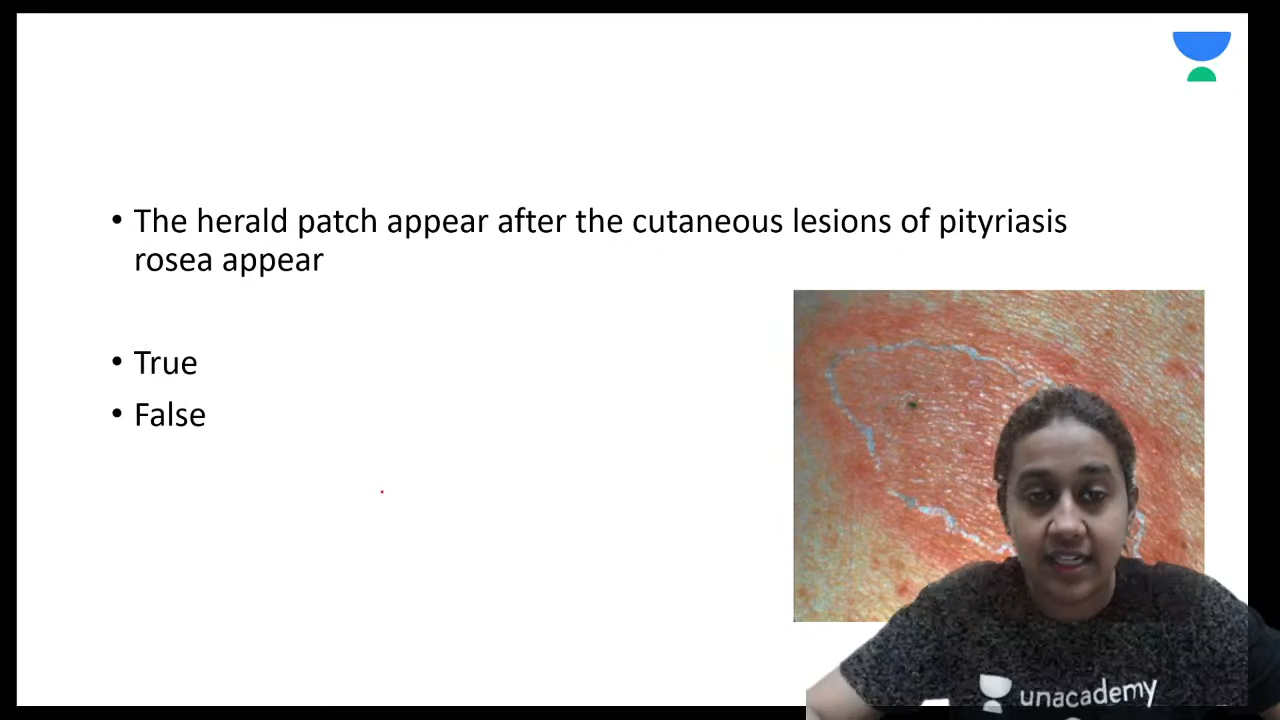 • The herald patch appear after the cutaneous lesions of pityriasis
rosea appear
• True
• False
unacademy